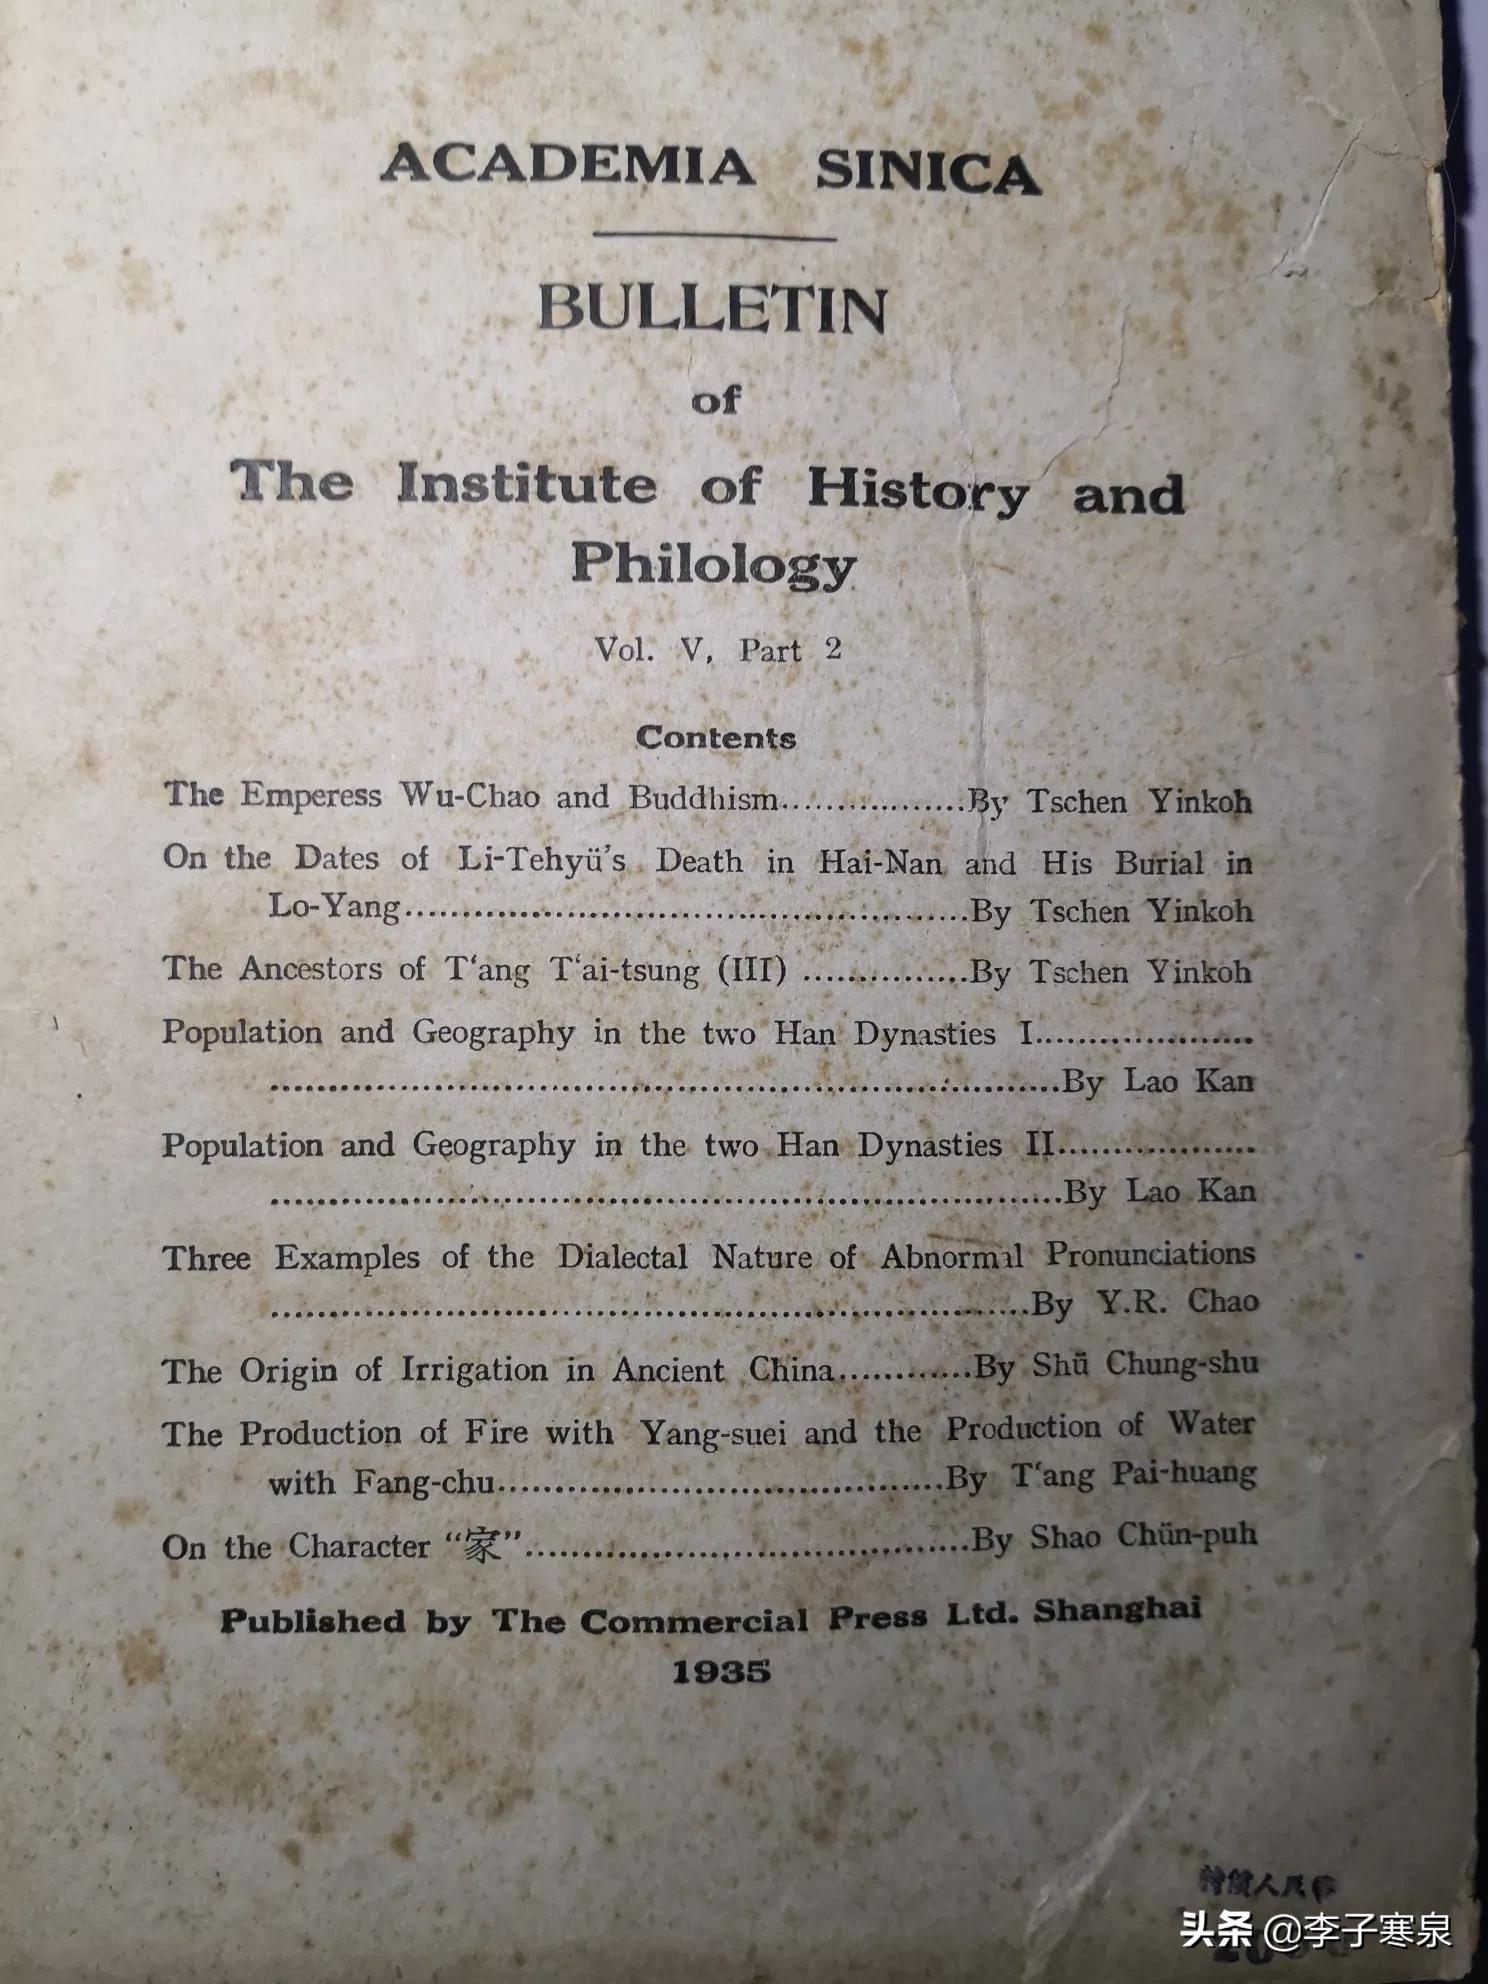 ACADEMIA SINICA
BULLETIN
of
The Institute of History and
Philology
Vol. V, Part 2
Contents
The Emperess Wu-Chao and Buddhism................By Tschen Yinkoh
On the Dates of Li-Tehyü's Death in Hai-Nan and His Burial in
Lo-Yang..................................................By Tschen Yinkoh
The Ancestors of T‘ang T‘ai-tsung (III) ...............By Tschen Yinkoh
Population and Geography in the two Han Dynasties I...................
......................................................................By Lao Kan
Population and Geography in the two Han Dynasties II..................
......................................................................By Lao Kan
Three Examples of the Dialectal Nature of Abnormal Pronunciations
...................................................................By Y.R. Chao
The Origin of Irrigation in Ancient China............By Shü Chung-shu
The Production of Fire with Yang-suei and the Production of Water
with Fang-chu.......................................By T‘ang Pai-huang
On the Character “家”.......................................By Shao Chün-puh
Published by The Commercial Press Ltd. Shanghai
1935
特價人民幣
头条 @李子寒泉